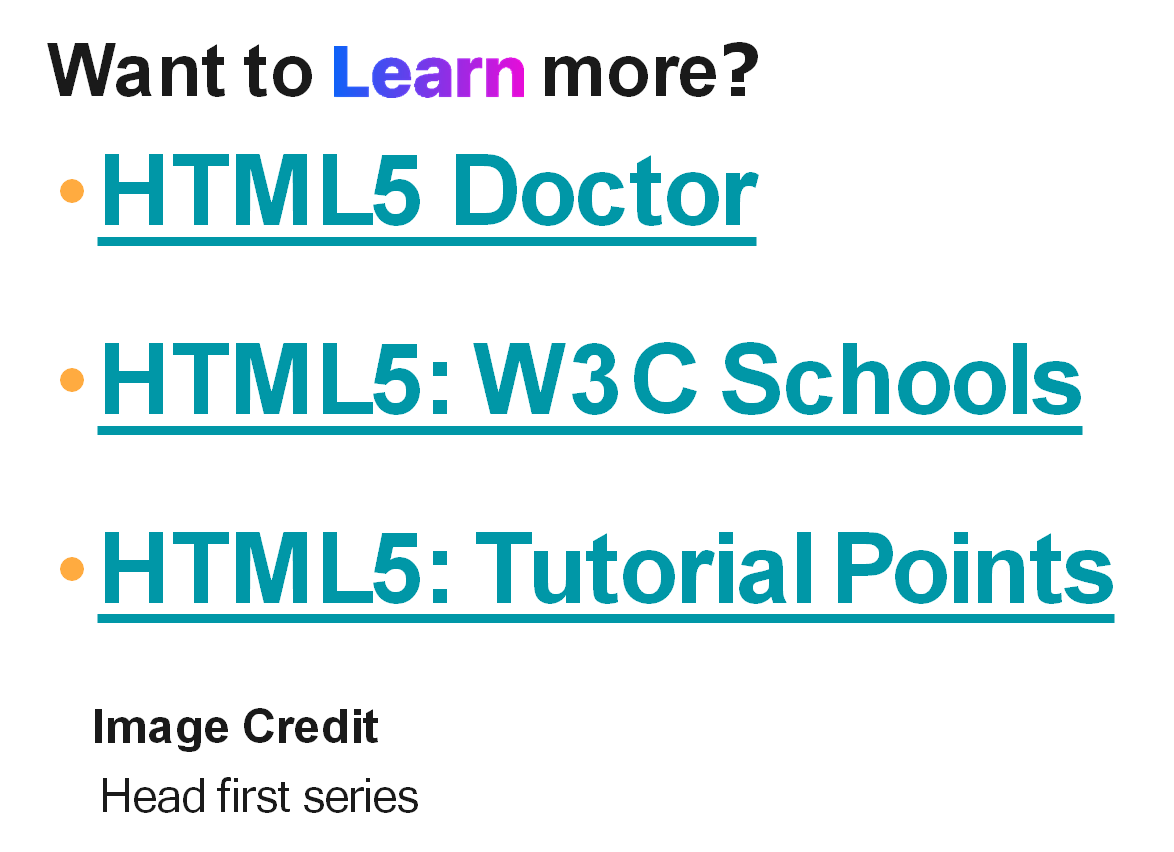 Want to Learn more?
• HTML5 Doctor
• HTML5: W3C Schools
• HTML5: Tutorial Points
Image Credit
Head first series